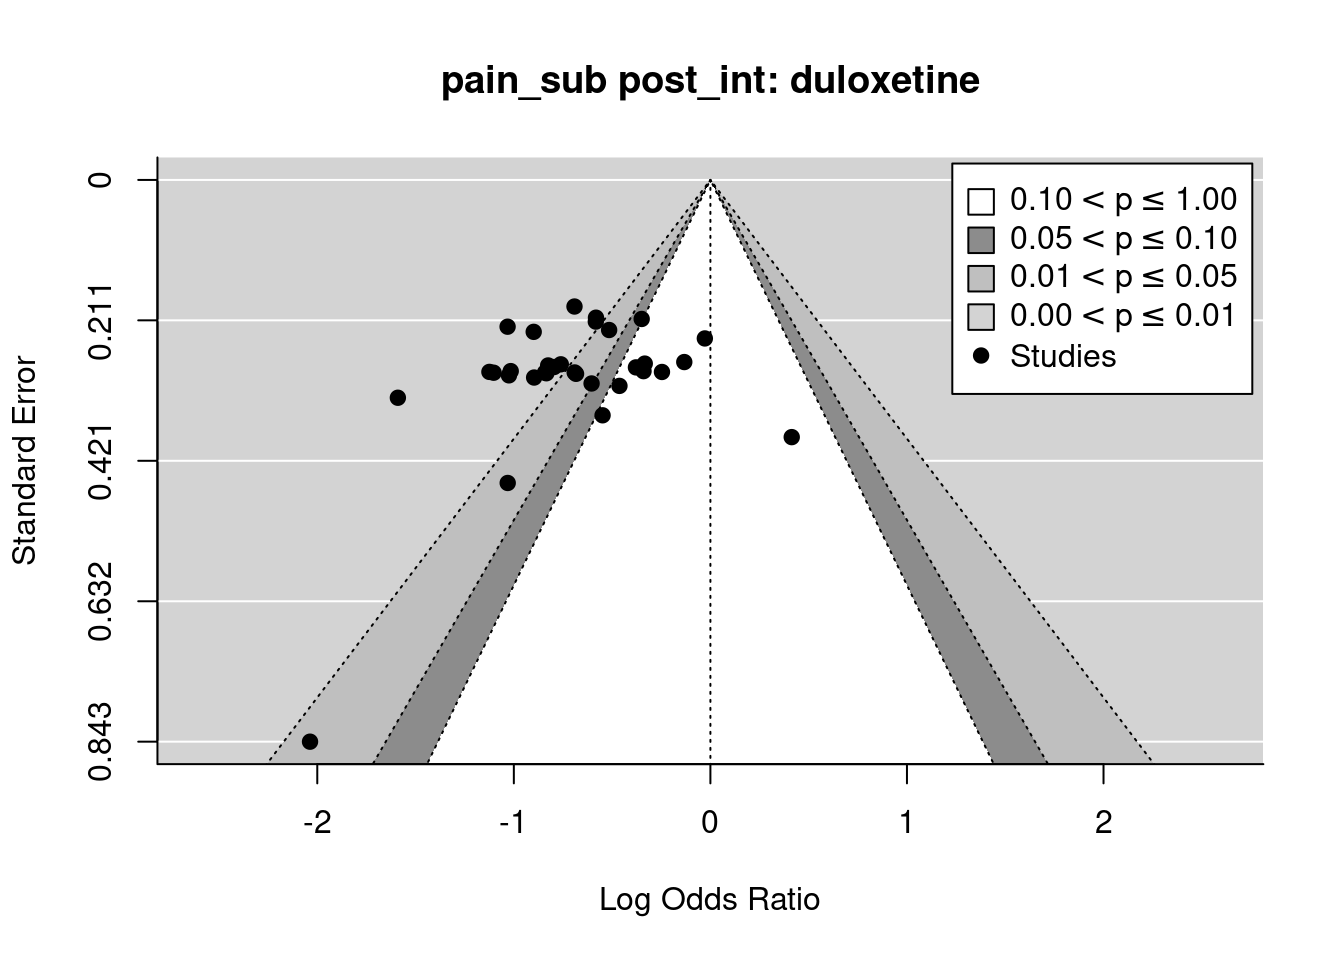 pain_sub post_int: duloxetine
0.10 < p ≤ 1.00
0.05 < p ≤ 0.10
0.01 < p ≤ 0.05
0.00 < p ≤ 0.01
Studies
Standard Error
0
0.211
0.421
0.632
0.843
-2
-1
0
1
2
Log Odds Ratio